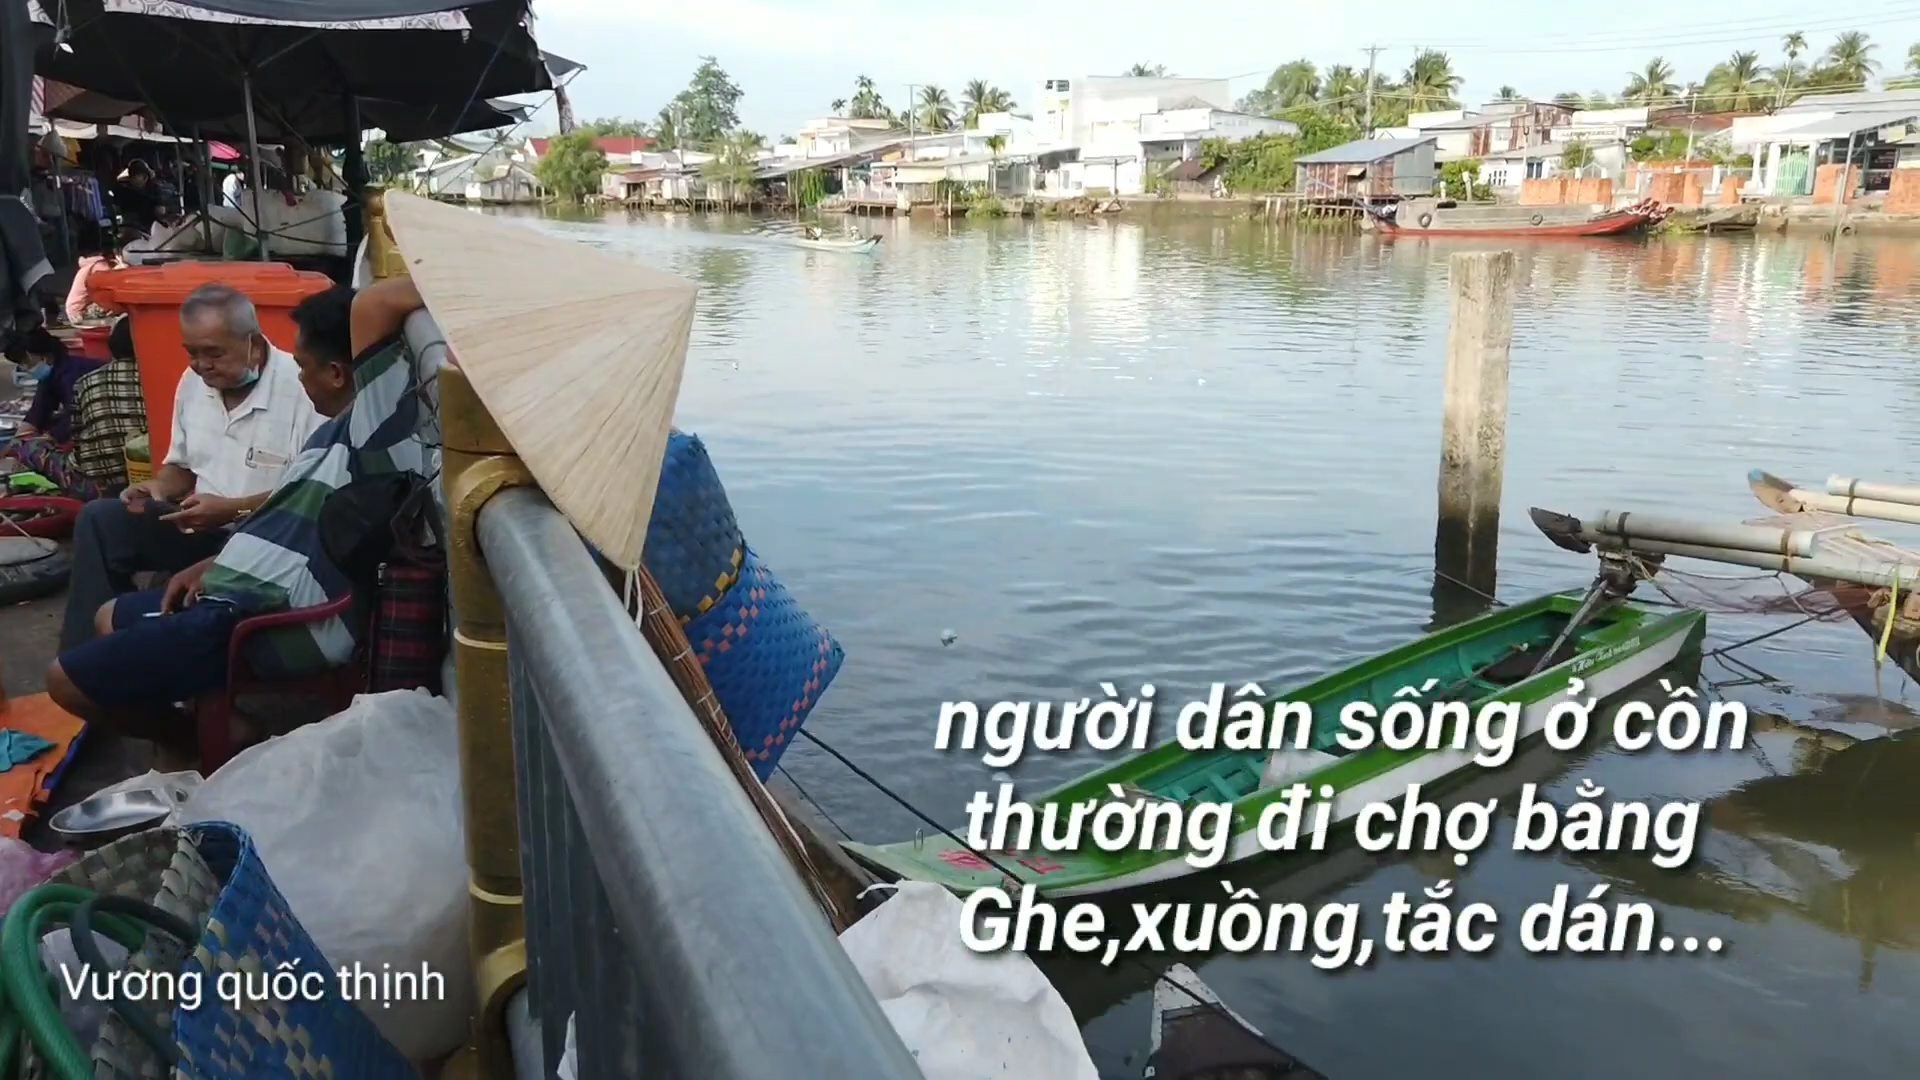 người dân sống ở cồn
thường đi chợ bằng
Ghe,xuồng,tắc dán...
Vương quốc thịnh